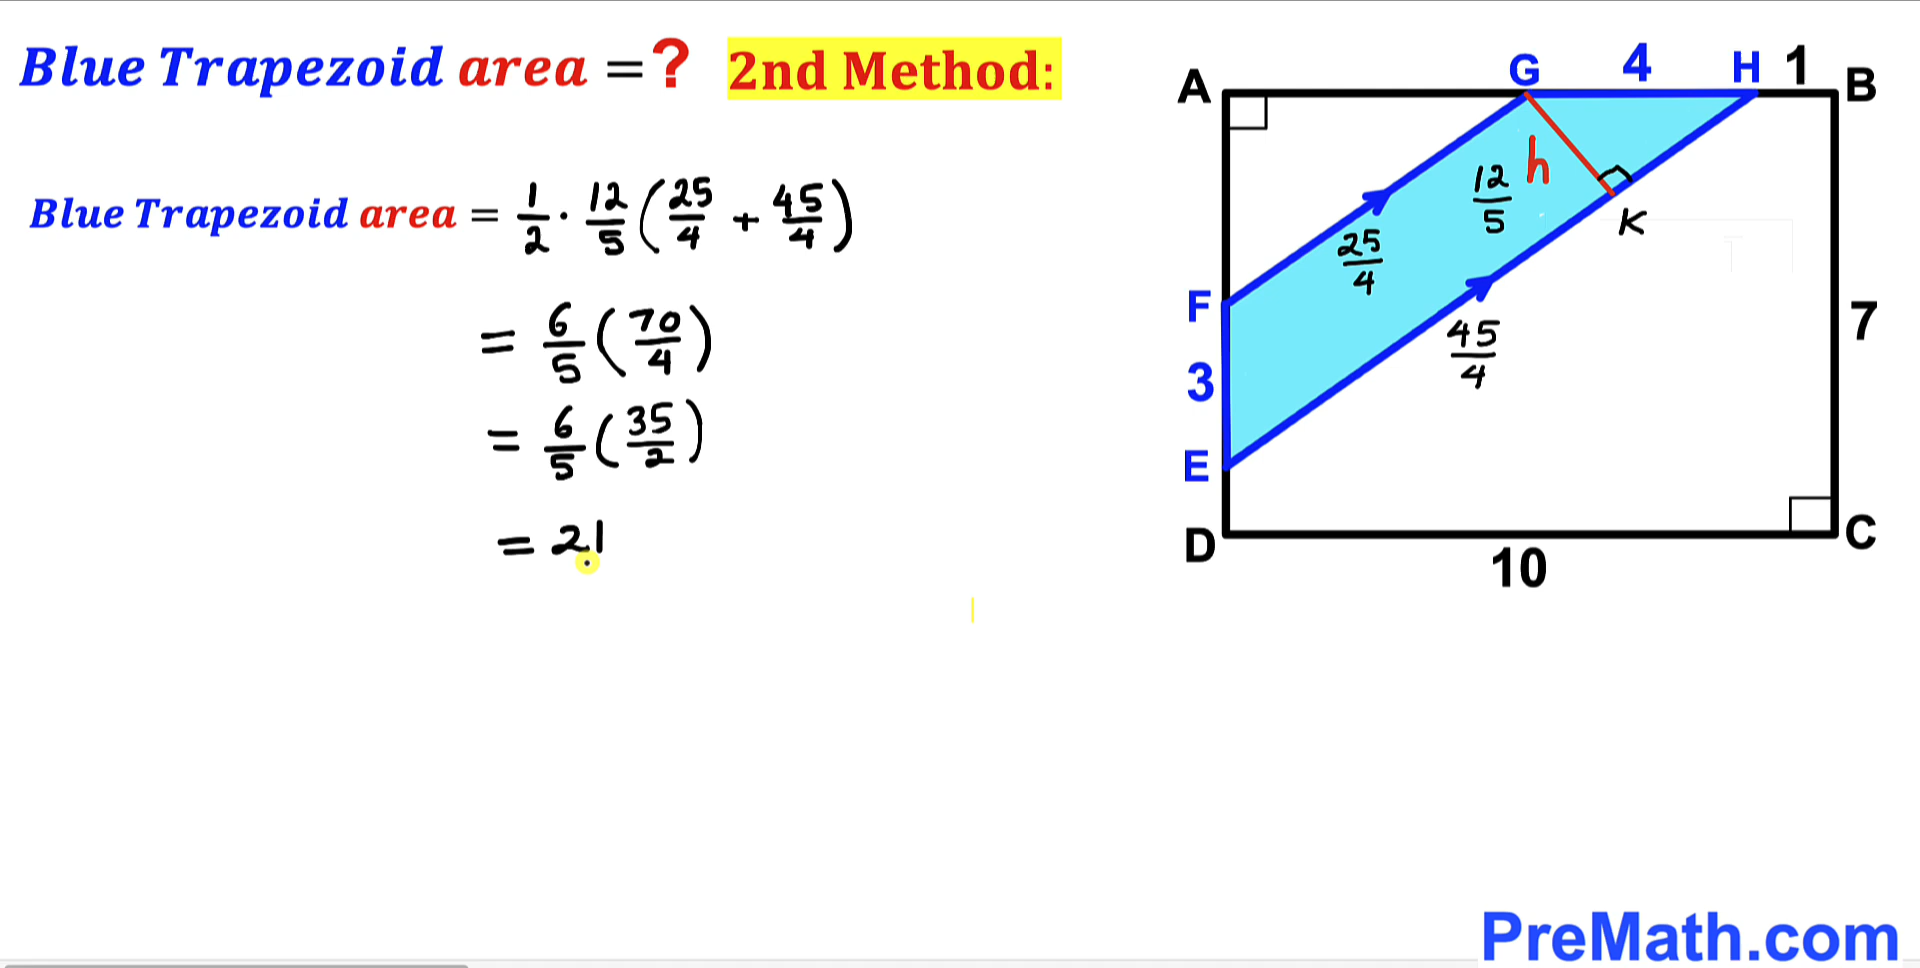 Blue Trapezoid area =? 2nd Method:
Blue Trapezoid area = 1/2 · 12/5 (25/4 + 45/4)
= 6/5 (70/4)
= 6/5 (35/2)
= 21
A G 4 H 1 B
h
12/5
K
25/4
F
7
45/4
3
E
D C
10
PreMath.com